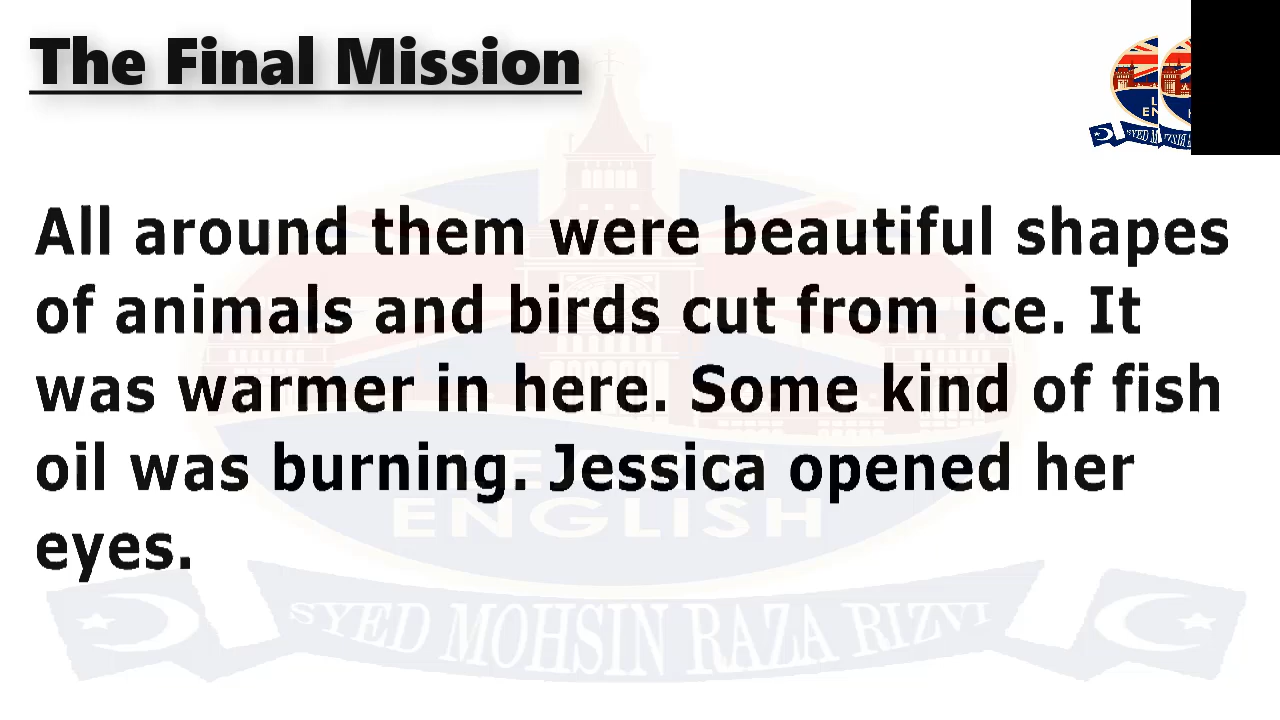 The Final Mission
All around them were beautiful shapes
of animals and birds cut from ice. It
was warmer in here. Some kind of fish
oil was burning. Jessica opened her
eyes.
ENGLISH
SYED MOHSIN RAZA RIZVI